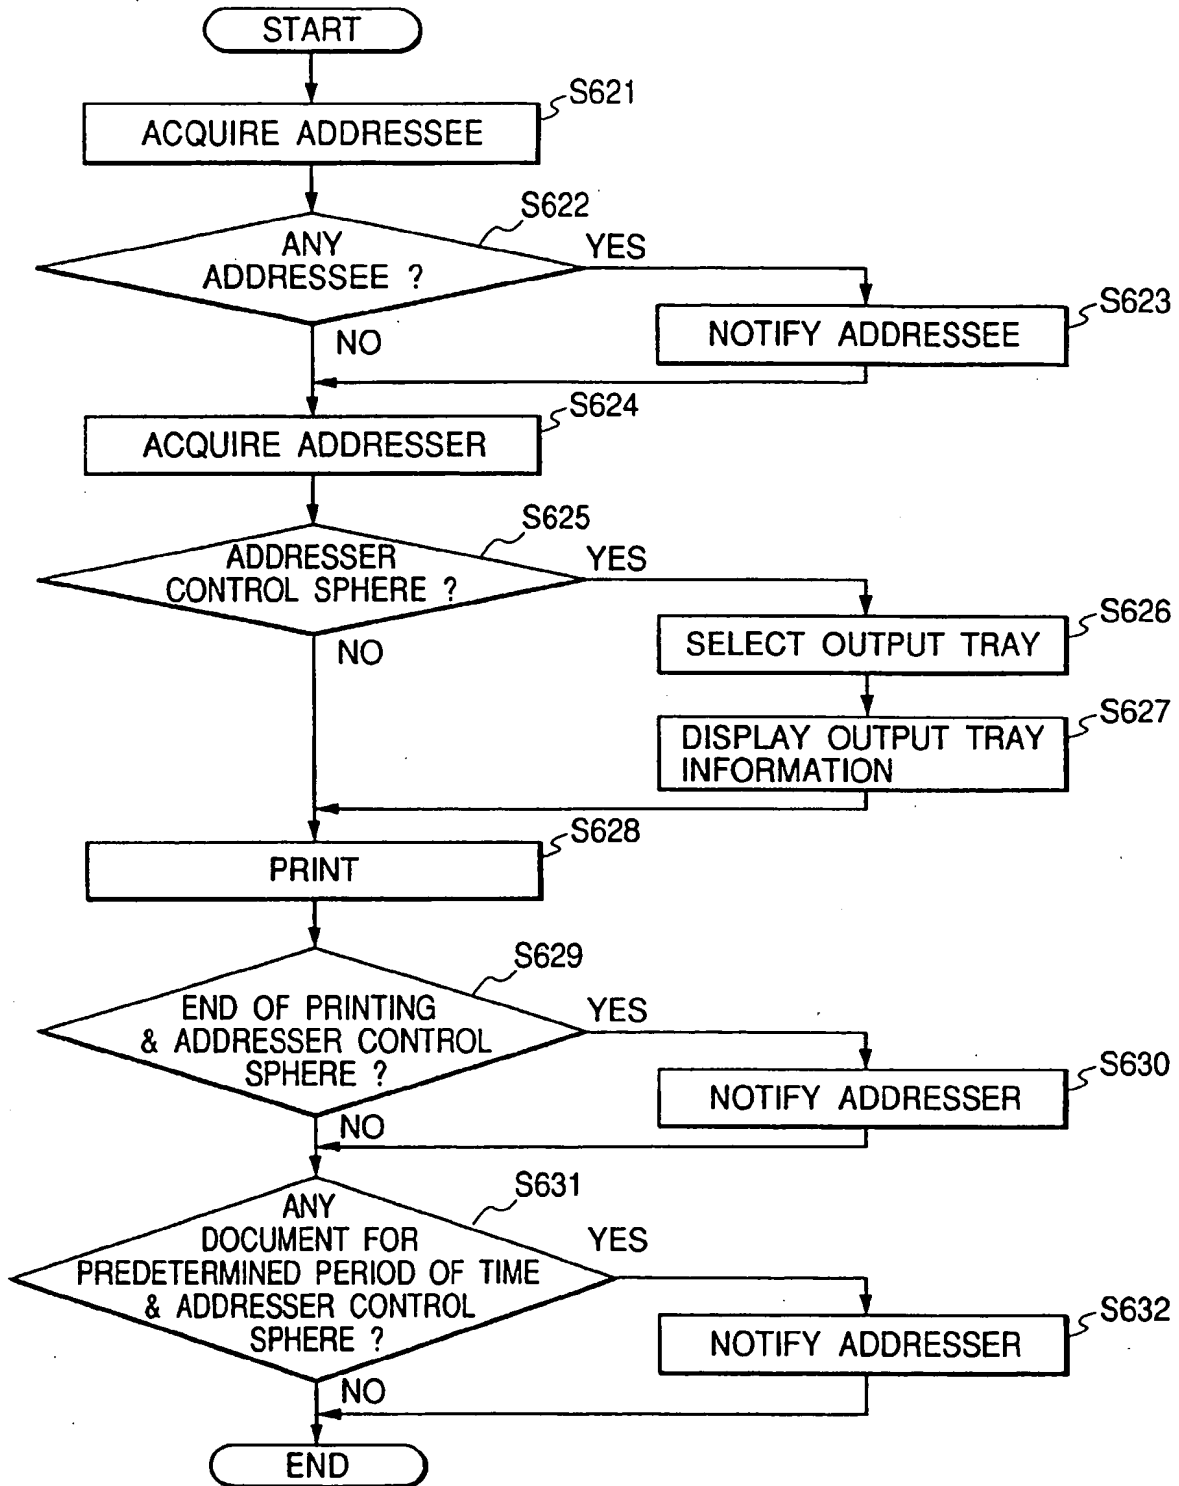 START
S621
ACQUIRE ADDRESSEE
S622
ANY
ADDRESSEE ?
YES
NO
S623
NOTIFY ADDRESSEE
S624
ACQUIRE ADDRESSER
S625
ADDRESSER
CONTROL SPHERE ?
YES
NO
S626
SELECT OUTPUT TRAY
S627
DISPLAY OUTPUT TRAY
INFORMATION
S628
PRINT
S629
END OF PRINTING
& ADDRESSER CONTROL
SPHERE ?
YES
NO
S630
NOTIFY ADDRESSER
S631
ANY
DOCUMENT FOR
PREDETERMINED PERIOD OF TIME
& ADDRESSER CONTROL
SPHERE ?
YES
NO
S632
NOTIFY ADDRESSER
END